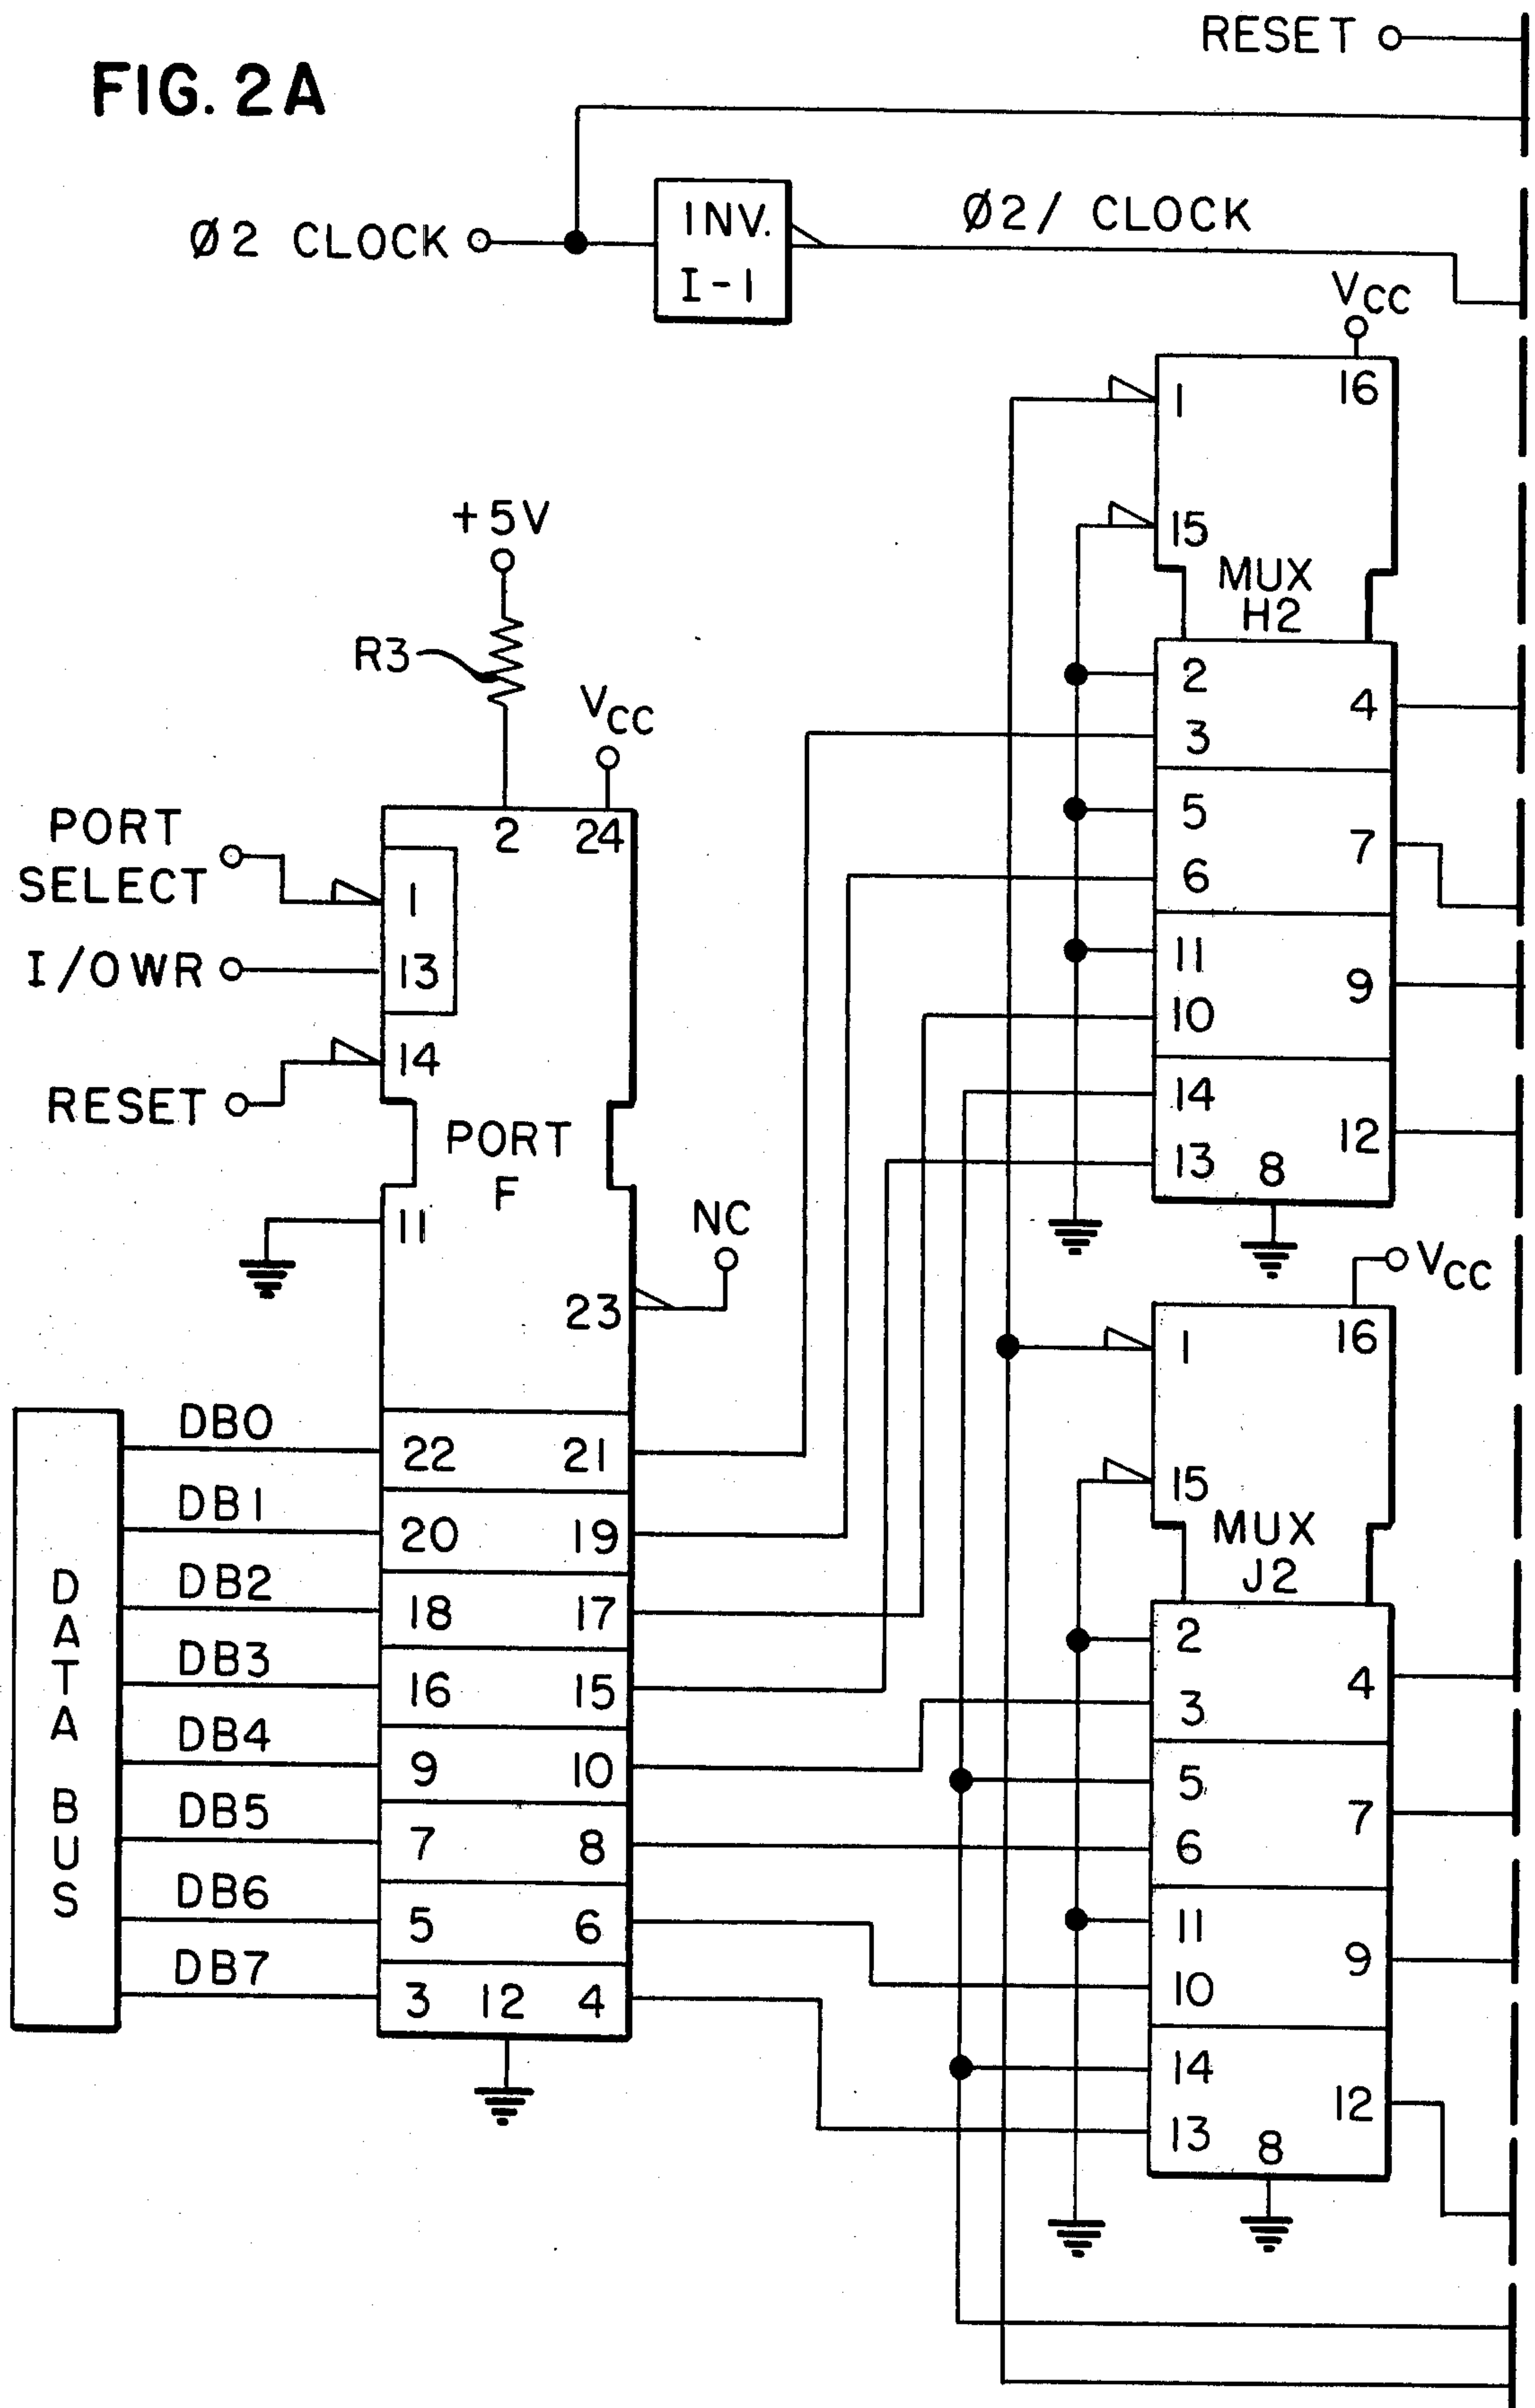 RESET
FIG. 2A
Ø2 CLOCK
INV.
I-1
Ø2/ CLOCK
VCC
1
16
15
MUX
H2
2
3
4
5
6
7
11
10
9
14
13
12
8
+5V
R3
VCC
PORT
SELECT
2
24
1
I/OWR
13
14
RESET
PORT
F
11
NC
23
VCC
1
16
15
MUX
J2
2
3
4
5
6
7
11
10
9
14
13
12
8
DATA BUS
DB0
22
21
DB1
20
19
DB2
18
17
DB3
16
15
DB4
9
10
DB5
7
8
DB6
5
6
DB7
3
12
4